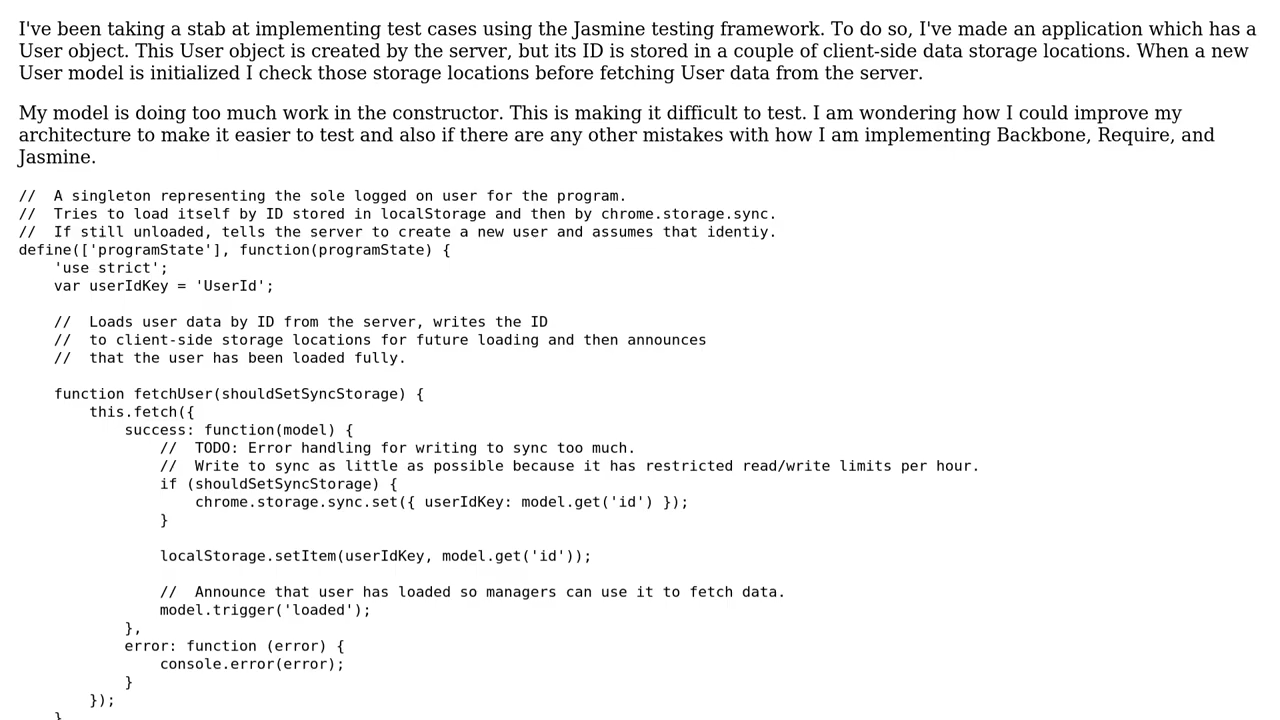 I've been taking a stab at implementing test cases using the Jasmine testing framework. To do so, I've made an application which has a
User object. This User object is created by the server, but its ID is stored in a couple of client-side data storage locations. When a new
User model is initialized I check those storage locations before fetching User data from the server.
My model is doing too much work in the constructor. This is making it difficult to test. I am wondering how I could improve my
architecture to make it easier to test and also if there are any other mistakes with how I am implementing Backbone, Require, and
Jasmine.
//  A singleton representing the sole logged on user for the program.
//  Tries to load itself by ID stored in localStorage and then by chrome.storage.sync.
//  If still unloaded, tells the server to create a new user and assumes that identiy.
define(['programState'], function(programState) {
    'use strict';
    var userIdKey = 'UserId';
    //  Loads user data by ID from the server, writes the ID
    //  to client-side storage locations for future loading and then announces
    //  that the user has been loaded fully.
    function fetchUser(shouldSetSyncStorage) {
        this.fetch({
            success: function(model) {
                //  TODO: Error handling for writing to sync too much.
                //  Write to sync as little as possible because it has restricted read/write limits per hour.
                if (shouldSetSyncStorage) {
                    chrome.storage.sync.set({ userIdKey: model.get('id') });
                }
                localStorage.setItem(userIdKey, model.get('id'));
                //  Announce that user has loaded so managers can use it to fetch data.
                model.trigger('loaded');
            },
            error: function (error) {
                console.error(error);
            }
        });
    }